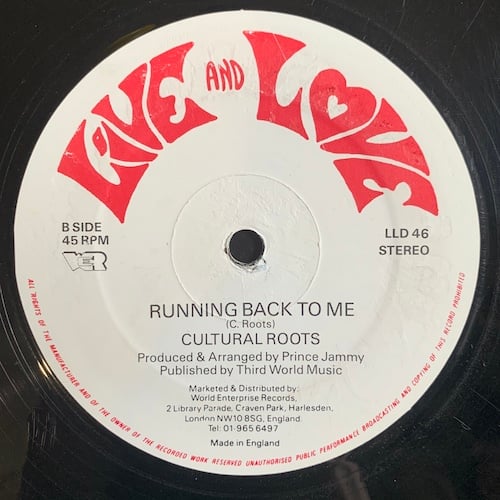 LIVE AND LOVE
B SIDE
45 RPM
WER
LLD 46
STEREO
RUNNING BACK TO ME
(C. Roots)
CULTURAL ROOTS
Produced & Arranged by Prince Jammy
Published by Third World Music
Marketed & Distributed by:
World Enterprise Records,
2 Library Parade, Craven Park, Harlesden,
London NW10 8SG, England.
Tel: 01-965 6497
Made in England
ALL RIGHTS OF THE MANUFACTURER AND OF THE OWNER OF THE RECORDED WORK RESERVED UNAUTHORISED PUBLIC PERFORMANCE BROADCASTING AND COPYING OF THIS RECORD PROHIBITED